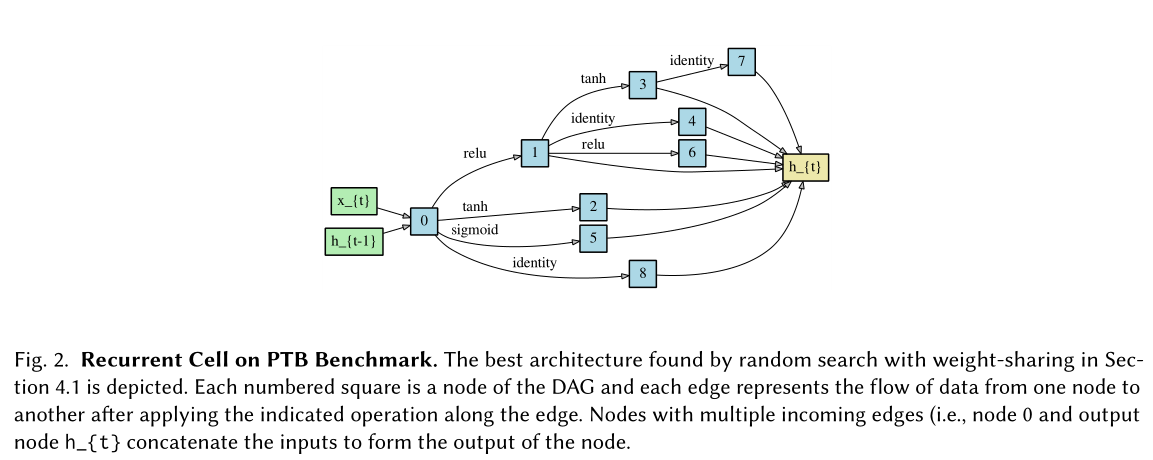 identity
7
tanh
3
identity
4
relu
6
relu
1
h_{t}
x_{t}
tanh
2
0
sigmoid
5
h_{t-1}
identity
8
Fig. 2. Recurrent Cell on PTB Benchmark. The best architecture found by random search with weight-sharing in Sec-
tion 4.1 is depicted. Each numbered square is a node of the DAG and each edge represents the flow of data from one node to
another after applying the indicated operation along the edge. Nodes with multiple incoming edges (i.e., node 0 and output
node h_{t} concatenate the inputs to form the output of the node.